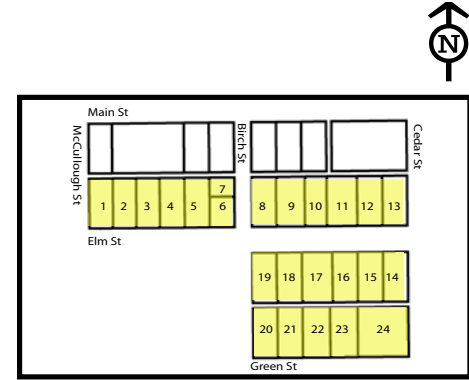 N
Main St
McCullough St
Birch St
Cedar St
7
1 2 3 4 5 6
8 9 10 11 12 13
Elm St
19 18 17 16 15 14
20 21 22 23 24
Green St